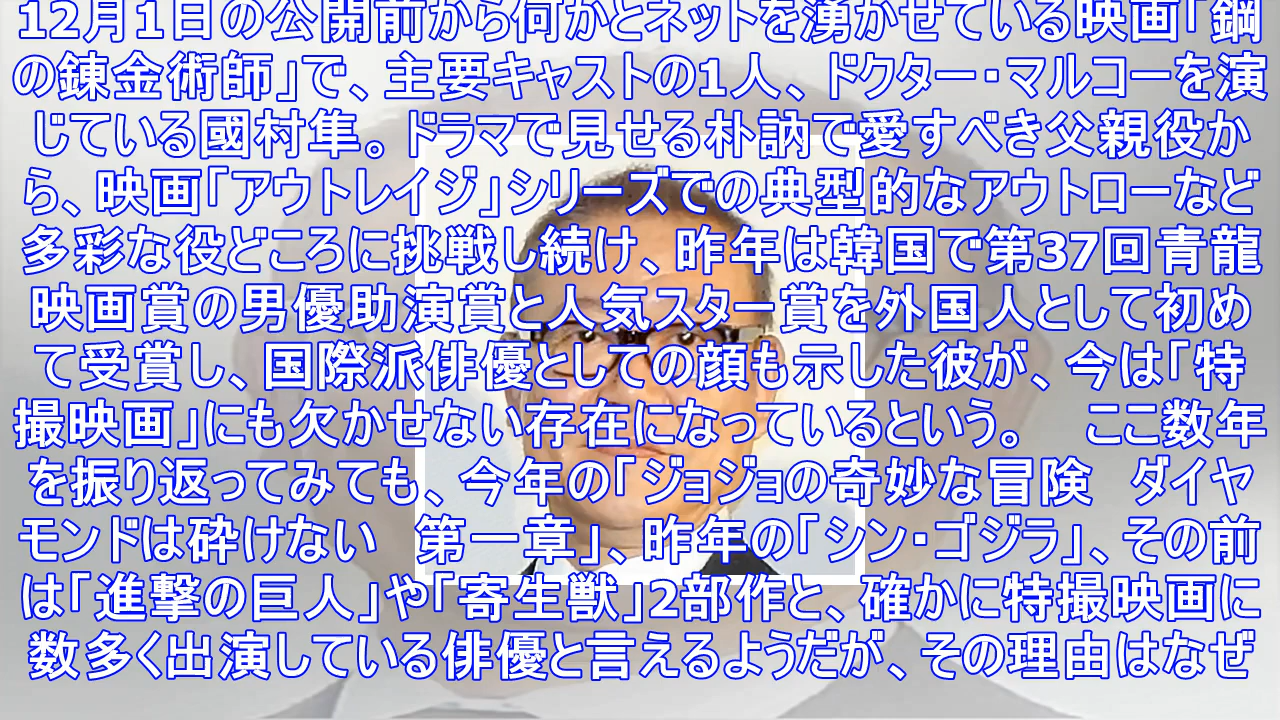 12月1日の公開前から何かとネットを湧かせている映画「鋼
の錬金術師」で、主要キャストの1人、ドクター・マルコーを演
じている國村隼。ドラマで見せる朴訥で愛すべき父親役か
ら、映画「アウトレイジ」シリーズでの典型的なアウトローなど
多彩な役どころに挑戦し続け、昨年は韓国で第37回青龍
映画賞の男優助演賞と人気スター賞を外国人として初め
て受賞し、国際派俳優としての顔も示した彼が、今は「特
撮映画」にも欠かせない存在になっているという。　ここ数年
を振り返ってみても、今年の「ジョジョの奇妙な冒険　ダイヤ
モンドは砕けない　第一章」、昨年の「シン・ゴジラ」、その前
は「進撃の巨人」や「寄生獣」2部作と、確かに特撮映画に
数多く出演している俳優と言えるようだが、その理由はなぜ